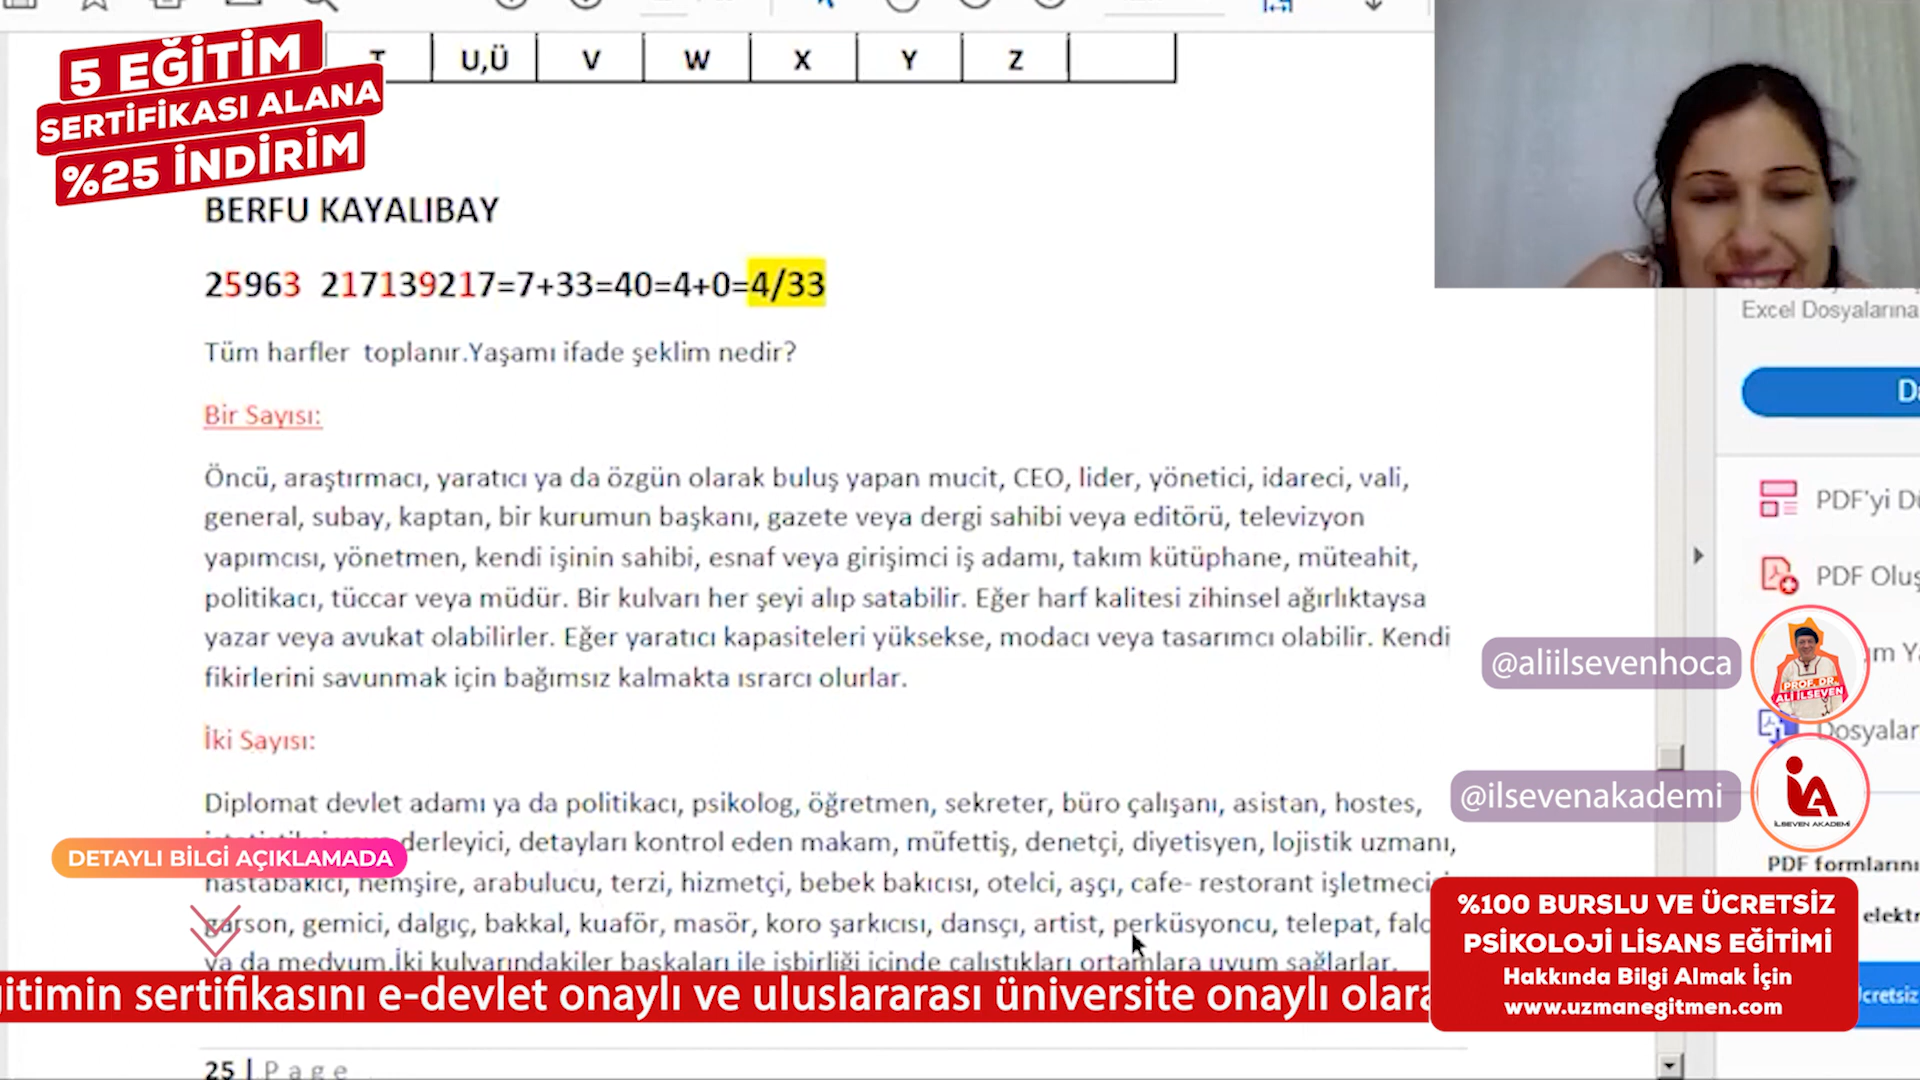 T U,Ü V W X Y Z
5 EĞİTİM
SERTİFİKASI ALANA
%25 İNDİRİM
BERFU KAYALIBAY
25963 217139217=7+33=40=4+0=4/33
Tüm harfler toplanır.Yaşamı ifade şeklim nedir?
Bir Sayısı:
Öncü, araştırmacı, yaratıcı ya da özgün olarak buluş yapan mucit, CEO, lider, yönetici, idareci, vali,
general, subay, kaptan, bir kurumun başkanı, gazete veya dergi sahibi veya editörü, televizyon
yapımcısı, yönetmen, kendi işinin sahibi, esnaf veya girişimci iş adamı, takım kütüphane, müteahit,
politikacı, tüccar veya müdür. Bir kulvarı her şeyi alıp satabilir. Eğer harf kalitesi zihinsel ağırlıktaysa
yazar veya avukat olabilirler. Eğer yaratıcı kapasiteleri yüksekse, modacı veya tasarımcı olabilir. Kendi
fikirlerini savunmak için bağımsız kalmakta ısrarcı olurlar.
İki Sayısı:
Diplomat devlet adamı ya da politikacı, psikolog, öğretmen, sekreter, büro çalışanı, asistan, hostes,
derleyici, detayları kontrol eden makam, müfettiş, denetçi, diyetisyen, lojistik uzmanı,
hastabakıcı, hemşire, arabulucu, terzi, hizmetçi, bebek bakıcısı, otelci, aşçı, cafe- restorant işletmeci
garson, gemici, dalgıç, bakkal, kuaför, masör, koro şarkıcısı, dansçı, artist, perküsyoncu, telepat, falc
ya da medyum.İki kulvarındakiler başkaları ile işbirliği içinde çalıştıkları ortamlara uyum sağlarlar.
DETAYLI BİLGİ AÇIKLAMADA
ğitimin sertifikasını e-devlet onaylı ve uluslararası üniversite onaylı olara
25 | Page
Excel Dosyalarına
PDF'yi Dü
PDF Oluş
@aliilsevenhoca
PROF. DR.
ALİ İLSEVEN
Dosyalar
@ilsevenakademi
İLSEVEN AKADEMİ
PDF formlarını
elektr
%100 BURSLU VE ÜCRETSİZ
PSİKOLOJİ LİSANS EĞİTİMİ
Hakkında Bilgi Almak İçin
www.uzmanegitmen.com
cretsiz